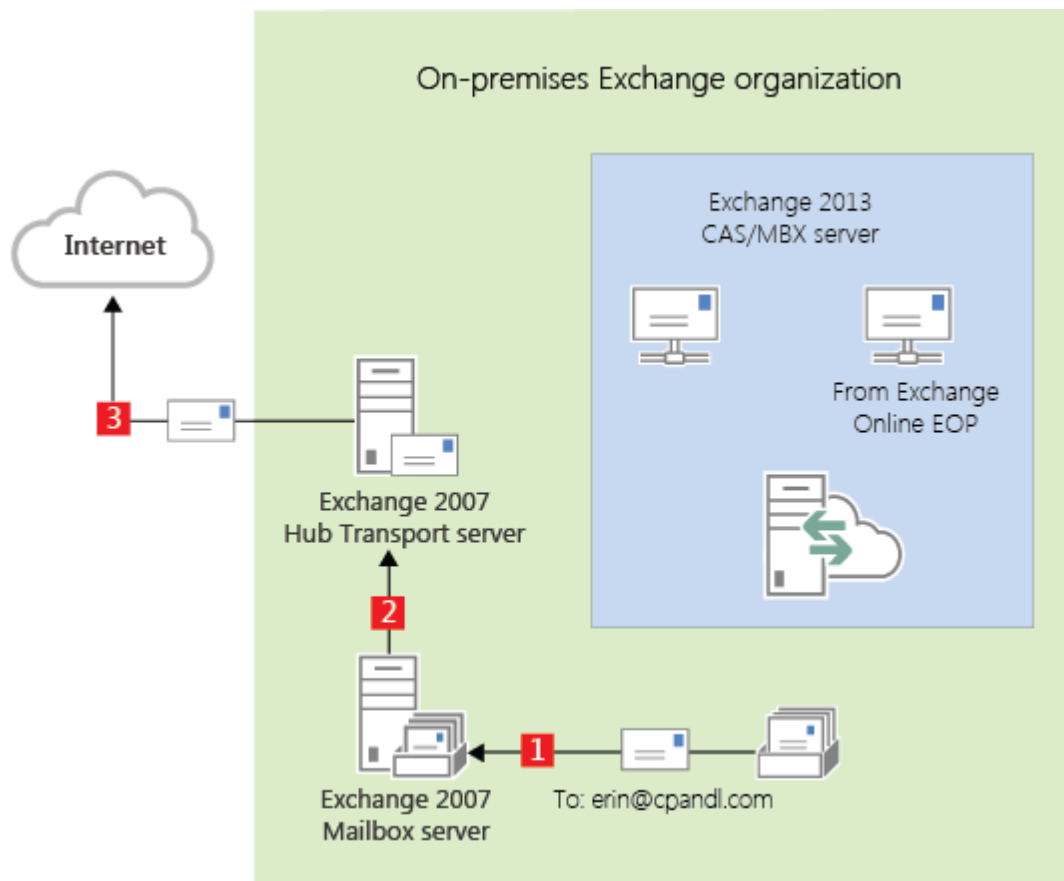 On-premises Exchange organization
Exchange 2013
CAS/MBX server
Internet
From Exchange
Online EOP
3
Exchange 2007
Hub Transport server
2
1
Exchange 2007
Mailbox server
To: erin@cpandl.com